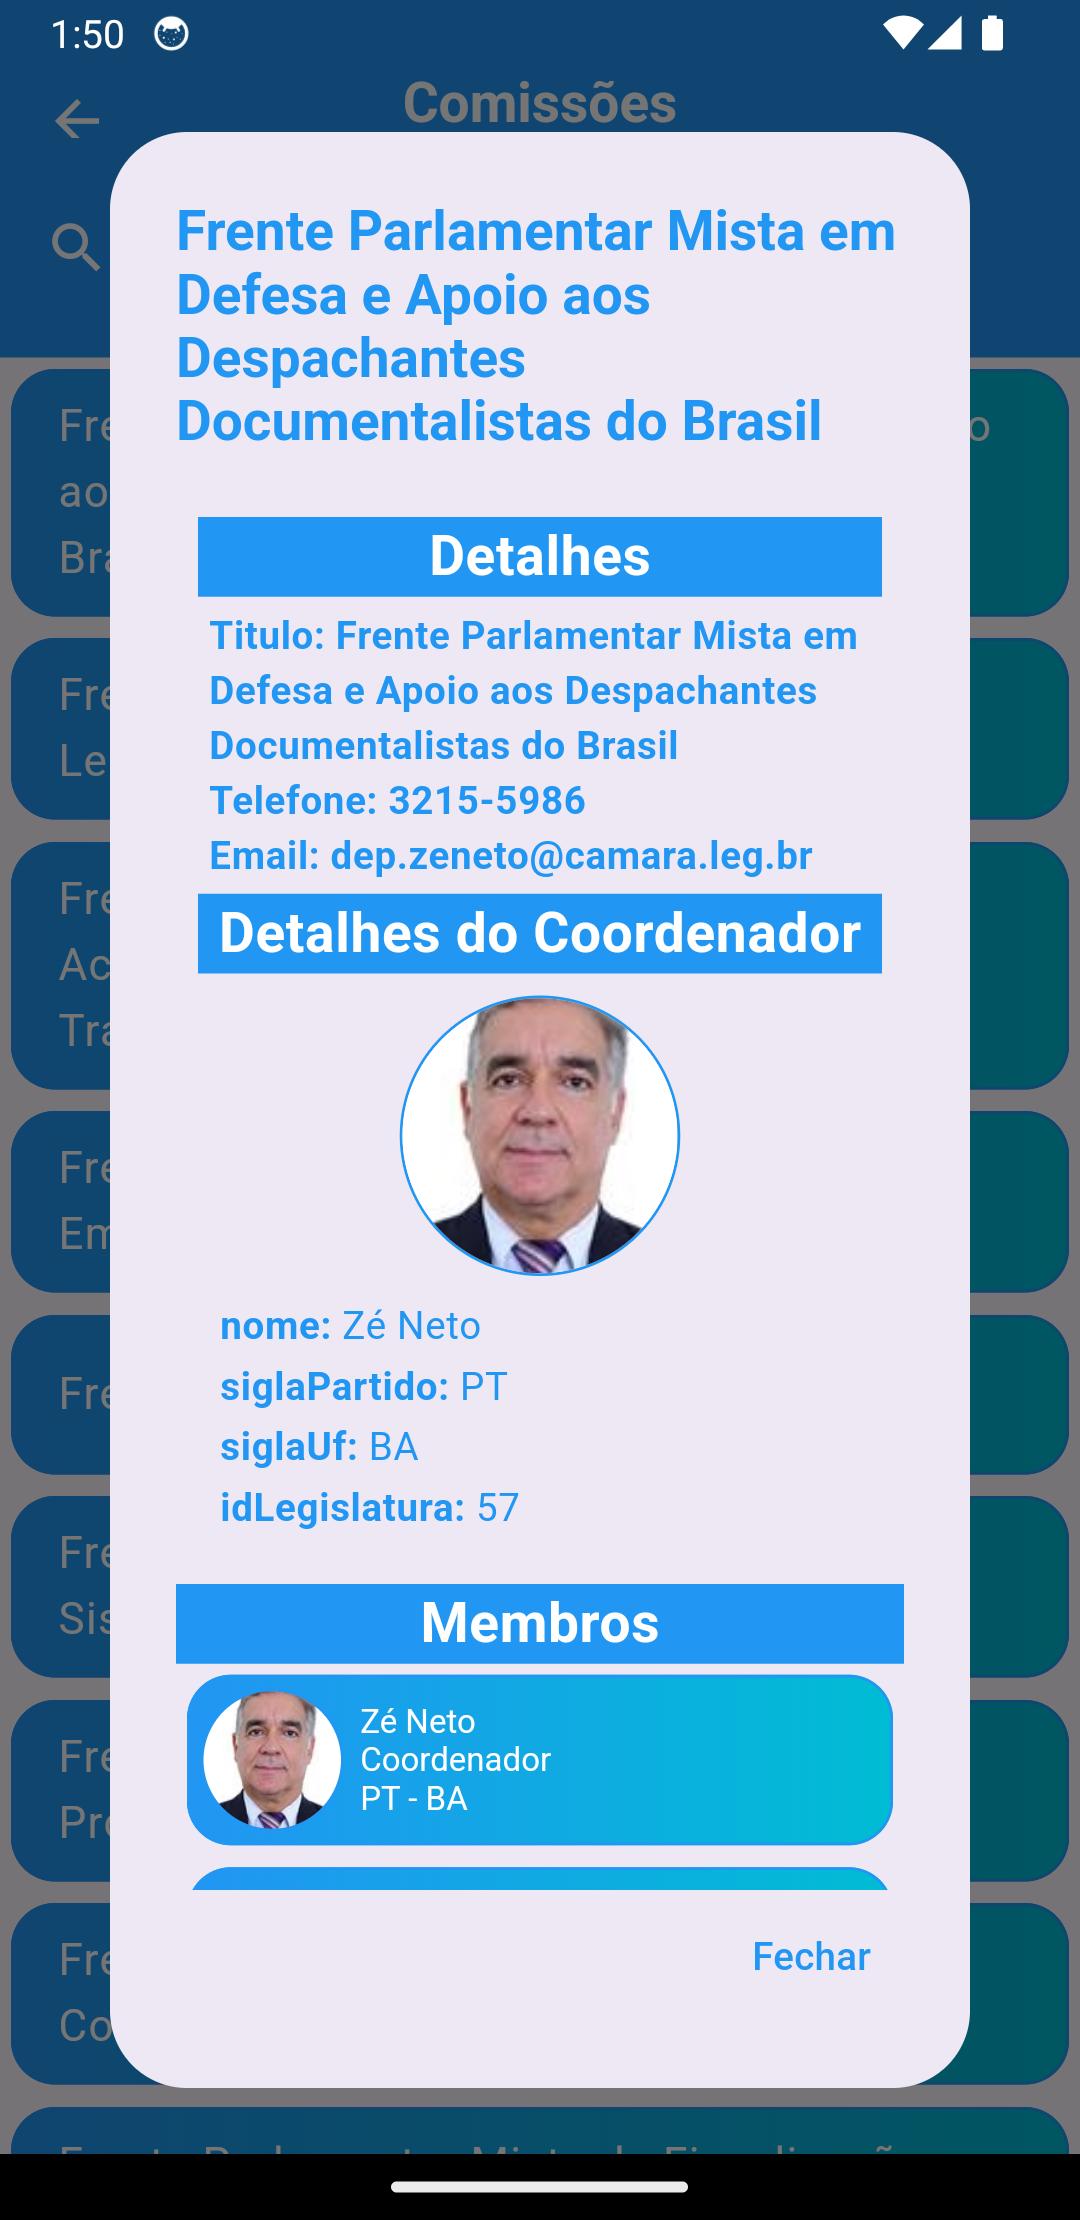 1:50
Comissões
Frente Parlamentar Mista em
Defesa e Apoio aos
Despachantes
Documentalistas do Brasil
Detalhes
Titulo: Frente Parlamentar Mista em
Defesa e Apoio aos Despachantes
Documentalistas do Brasil
Telefone: 3215-5986
Email: dep.zeneto@camara.leg.br
Detalhes do Coordenador
nome: Zé Neto
siglaPartido: PT
siglaUf: BA
idLegislatura: 57
Membros
Zé Neto
Coordenador
PT - BA
Fechar